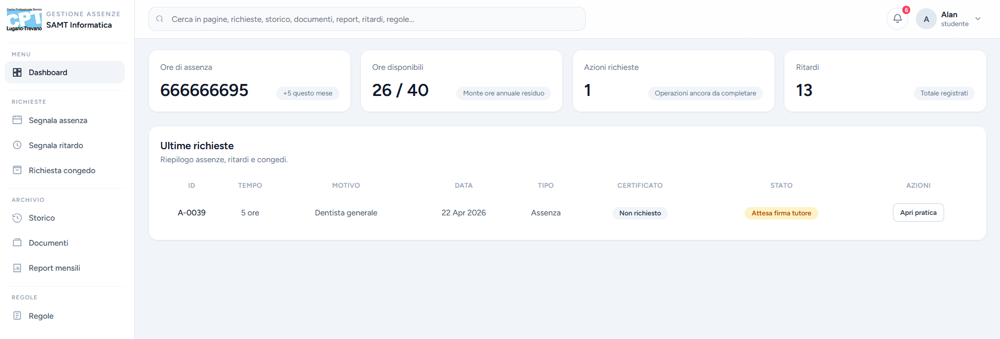 Centro Professionale Tecnico
CPT
Lugano-Trevano
GESTIONE ASSENZE
SAMT Informatica
Cerca in pagine, richieste, storico, documenti, report, ritardi, regole...
6
A
Alan
studente
MENU
Dashboard
RICHIESTE
Segnala assenza
Segnala ritardo
Richiesta congedo
ARCHIVIO
Storico
Documenti
Report mensili
REGOLE
Regole
Ore di assenza
666666695
+5 questo mese
Ore disponibili
26 / 40
Monte ore annuale residuo
Azioni richieste
1
Operazioni ancora da completare
Ritardi
13
Totale registrati
Ultime richieste
Riepilogo assenze, ritardi e congedi.
ID TEMPO MOTIVO DATA TIPO CERTIFICATO STATO AZIONI
A-0039 5 ore Dentista generale 22 Apr 2026 Assenza Non richiesto Attesa firma tutore Apri pratica